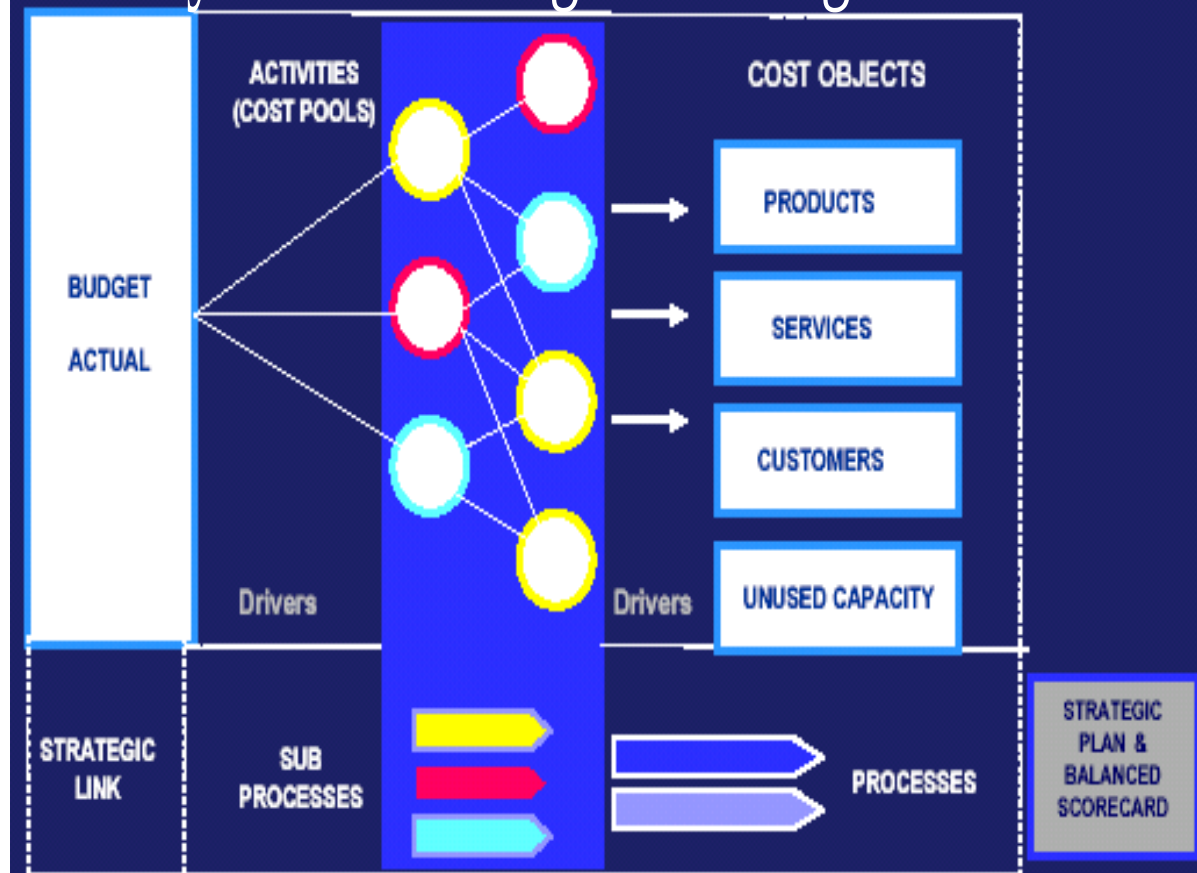 ACTIVITIES
(COST POOLS)
COST OBJECTS
BUDGET
ACTUAL
PRODUCTS
SERVICES
CUSTOMERS
UNUSED CAPACITY
Drivers
Drivers
STRATEGIC
LINK
SUB
PROCESSES
PROCESSES
STRATEGIC
PLAN &
BALANCED
SCORECARD